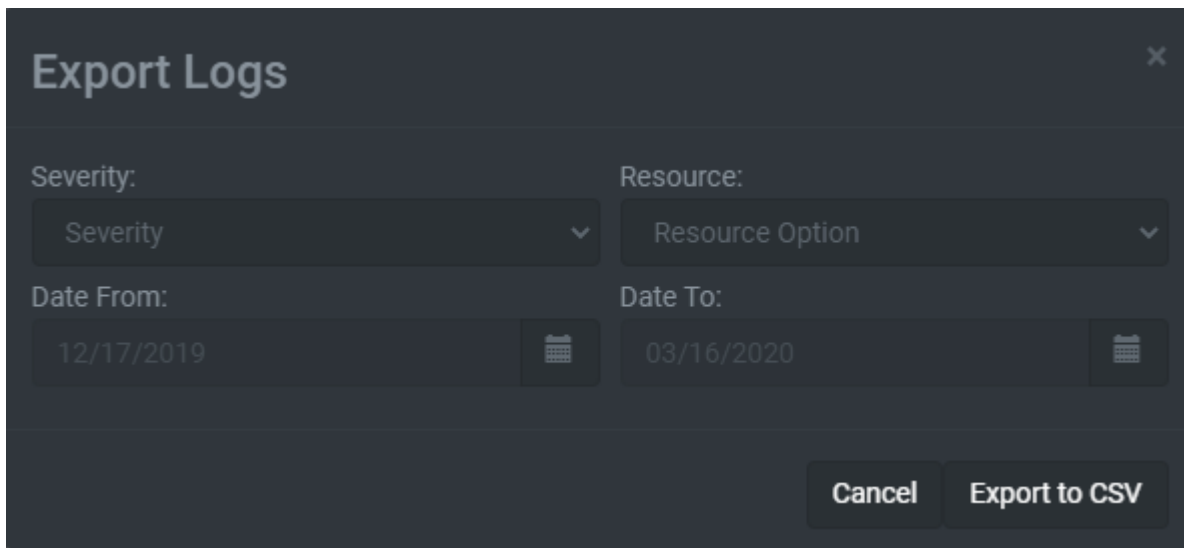 Export Logs
×
Severity: Resource:
Severity Resource Option
Date From: Date To:
12/17/2019 03/16/2020
Cancel Export to CSV